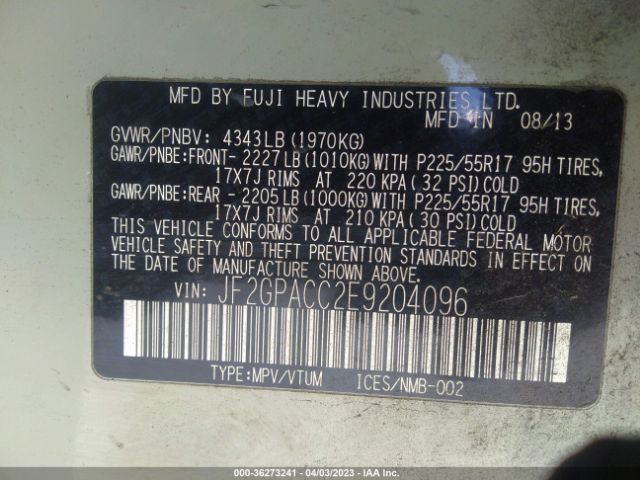 MFD BY FUJI HEAVY INDUSTRIES LTD.
MFD IN 08/13
GVWR/PNBV: 4343LB(1970KG)
GAWR/PNBE:FRONT- 2227LB(1010KG)WITH P225/55R17 95H TIRES,
17X7J RIMS AT 220 KPA(32 PSI)COLD
GAWR/PNBE:REAR - 2205LB(1000KG)WITH P225/55R17 95H TIRES,
17X7J RIMS AT 210 KPA(30 PSI)COLD
THIS VEHICLE CONFORMS TO ALL APPLICABLE FEDERAL MOTOR
VEHICLE SAFETY AND THEFT PREVENTION STANDARDS IN EFFECT
ON THE DATE OF MANUFACTURE SHOWN ABOVE.
VIN: JF2GPACC2E9204096
TYPE:MPV/VTUM ICES/NMB-002
000-36273241 - 04/03/2023 - IAA Inc.